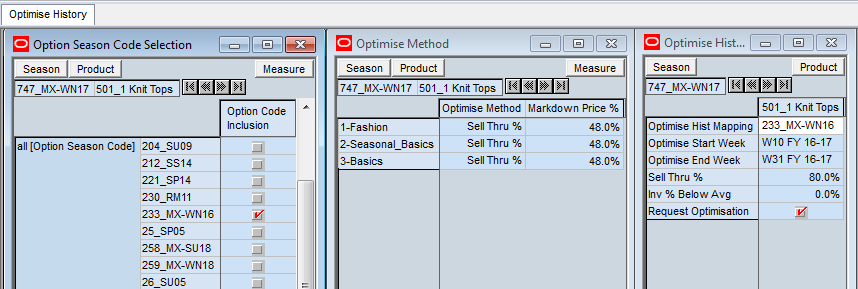 Optimise History
Option Season Code Selection
Season Product Measure
747_MX-WN17 501_1 Knit Tops
Option Code
Inclusion
all [Option Season Code] 204_SU09
212_SS14
221_SP14
230_RM11
233_MX-WN16
25_SP05
258_MX-SU18
259_MX-WN18
26_SU05
Optimise Method
Season Product Measure
747_MX-WN17 501_1 Knit Tops
Optimise Method Markdown Price %
1-Fashion Sell Thru % 48.0%
2-Seasonal_Basics Sell Thru % 48.0%
3-Basics Sell Thru % 48.0%
Optimise Hist...
Season Product
747_MX-WN17
501_1 Knit Tops
Optimise Hist Mapping 233_MX-WN16
Optimise Start Week W10 FY 16-17
Optimise End Week W31 FY 16-17
Sell Thru % 80.0%
Inv % Below Avg 0.0%
Request Optimisation